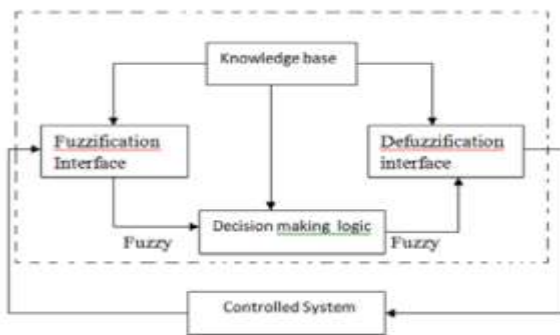 Knowledge base
Fuzzification
Interface
Defuzzification
interface
Decision making logic
Fuzzy
Fuzzy
Controlled System